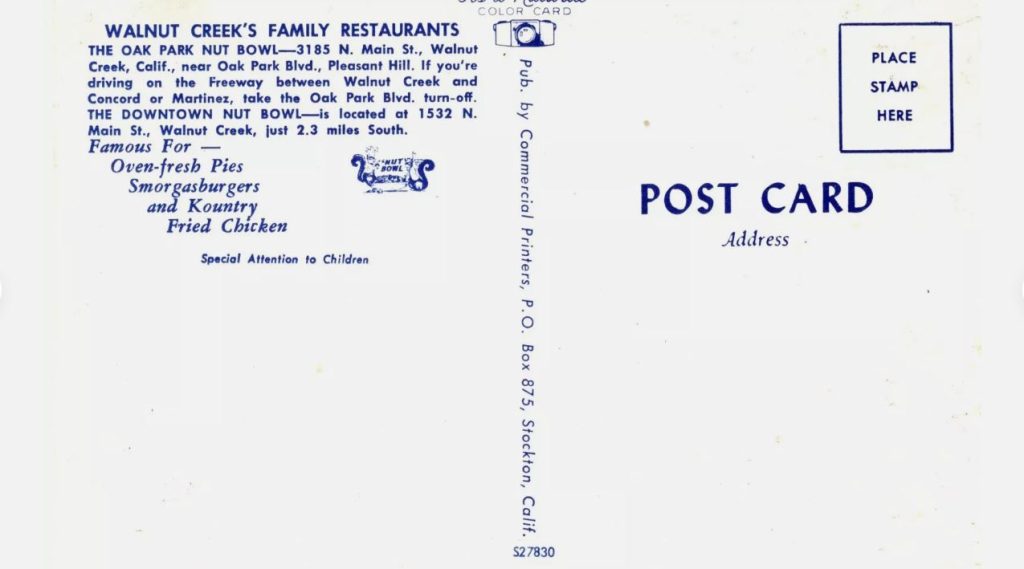 WALNUT CREEK'S FAMILY RESTAURANTS
THE OAK PARK NUT BOWL—3185 N. Main St., Walnut
Creek, Calif., near Oak Park Blvd., Pleasant Hill. If you're
driving on the Freeway between Walnut Creek and
Concord or Martinez, take the Oak Park Blvd. turn-off.
THE DOWNTOWN NUT BOWL—is located at 1532 N.
Main St., Walnut Creek, just 2.3 miles South.
Famous For —
Oven-fresh Pies
Smorgasburgers
and Kountry
Fried Chicken
NUT
BOWL
Special Attention to Children
COLOR CARD
Pub. by Commercial Printers, P.O. Box 875, Stockton, Calif.
S27830
PLACE
STAMP
HERE
POST CARD
Address